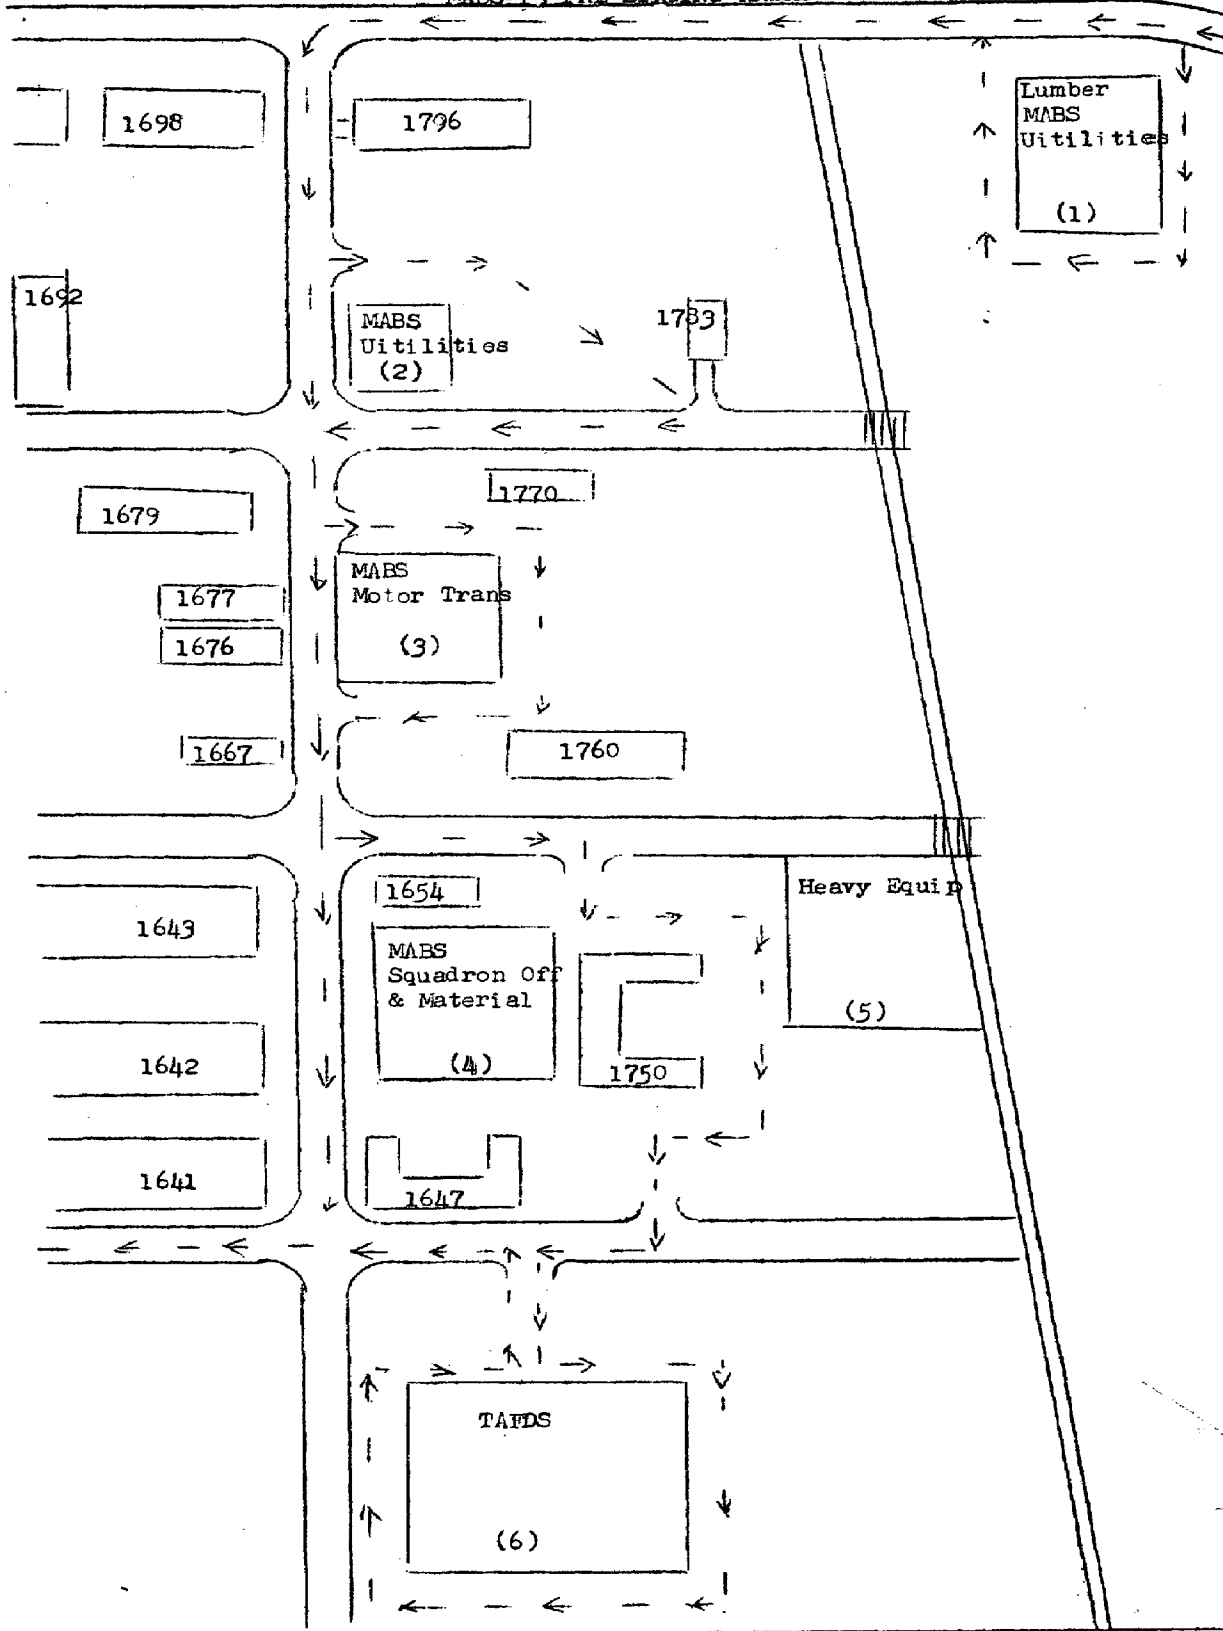 Lumber
MABS
Uitilities
(1)
1698
1796
1692
MABS
Uitilities
(2)
1783
1770
1679
MABS
Motor Trans
(3)
1677
1676
1667
1760
1654
Heavy Equip
(5)
1643
MABS
Squadron Off
& Material
(4)
1642
1750
1641
1647
TAFDS
(6)